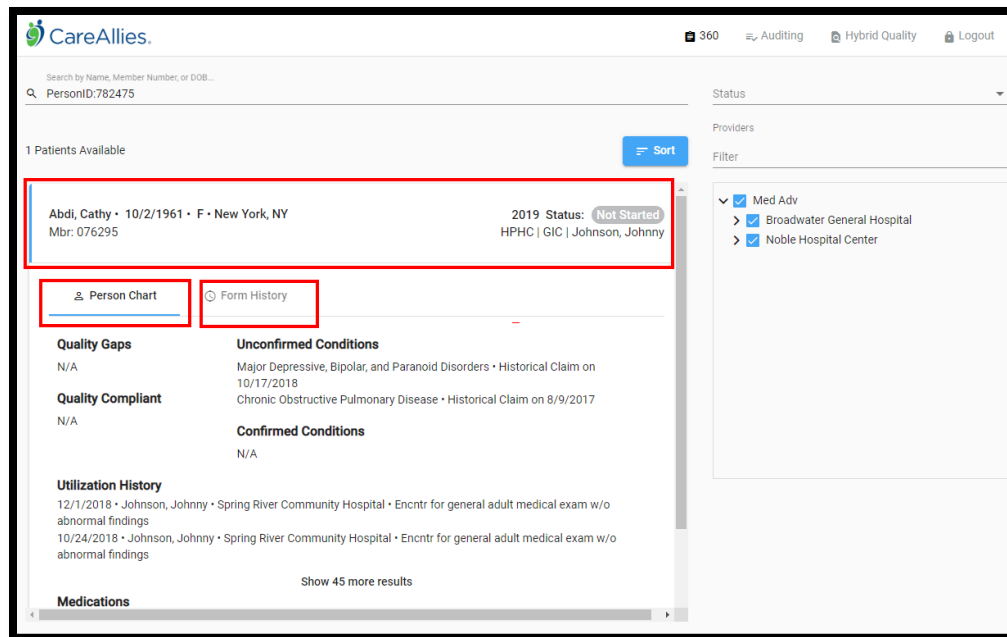 CareAllies.
360
Auditing
Hybrid Quality
Logout
Search by Name, Member Number, or DOB...
PersonID:782475
Status
Providers
Filter
1 Patients Available
Sort
Abdi, Cathy • 10/2/1961 • F • New York, NY
Mbr: 076295
2019 Status: Not Started
HPHC | GIC | Johnson, Johnny
Med Adv
Broadwater General Hospital
Noble Hospital Center
Person Chart
Form History
Quality Gaps
N/A
Quality Compliant
N/A
Unconfirmed Conditions
Major Depressive, Bipolar, and Paranoid Disorders • Historical Claim on
10/17/2018
Chronic Obstructive Pulmonary Disease • Historical Claim on 8/9/2017
Confirmed Conditions
N/A
Utilization History
12/1/2018 • Johnson, Johnny • Spring River Community Hospital • Encntr for general adult medical exam w/o
abnormal findings
10/24/2018 • Johnson, Johnny • Spring River Community Hospital • Encntr for general adult medical exam w/o
abnormal findings
Show 45 more results
Medications